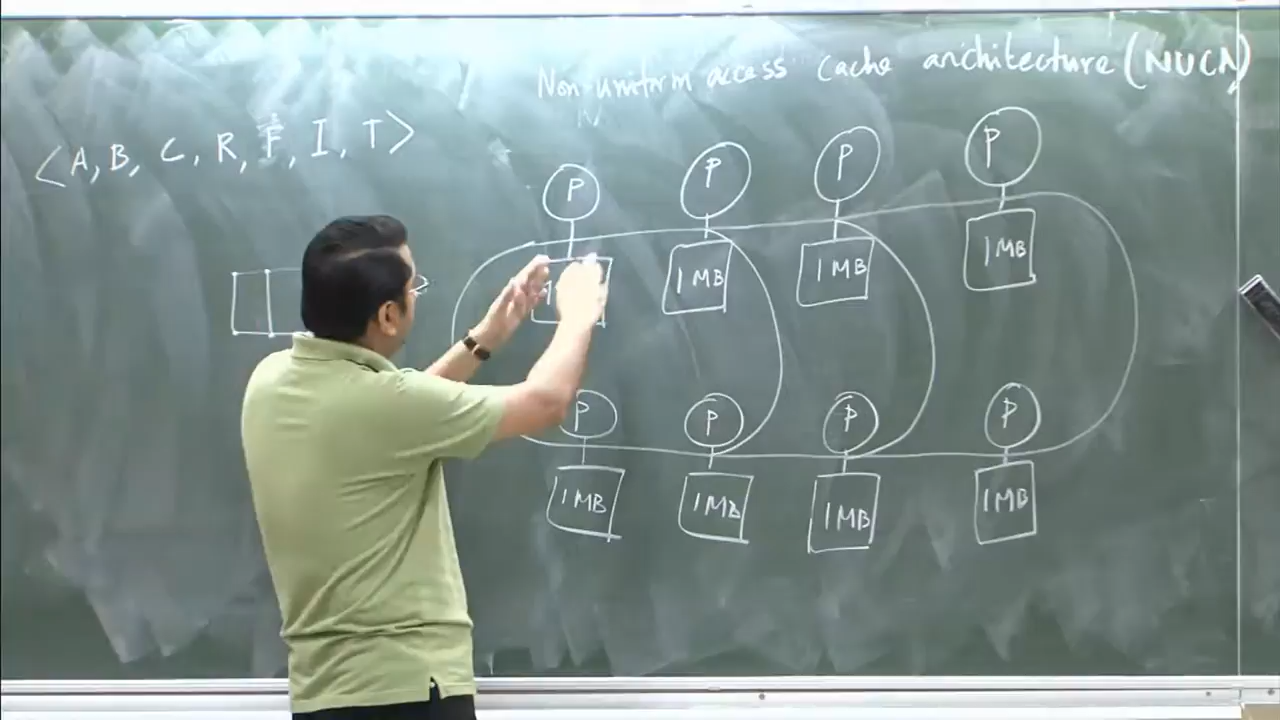 Non-uniform access cache architecture (NUCA)
<A, B, C, R, F, I, T>
P P P P
1MB 1MB 1MB
P P P P
1MB 1MB 1MB 1MB